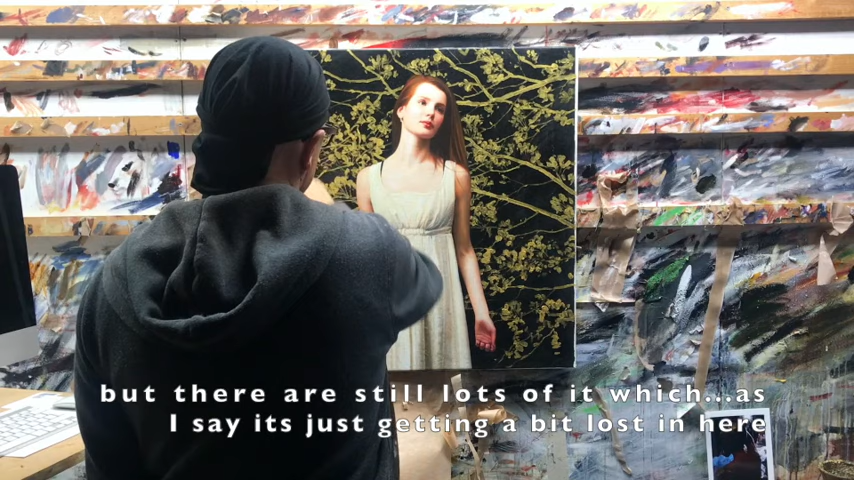 but there are still lots of it which...as
I say its just getting a bit lost in here